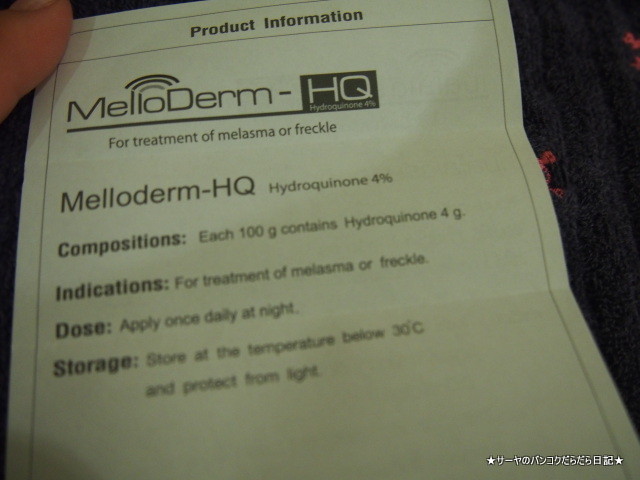 Product Information
MelloDerm-HQ
Hydroquinone 4%
For treatment of melasma or freckle
Melloderm-HQ Hydroquinone 4%
Compositions: Each 100 g contains Hydroquinone 4 g.
Indications: For treatment of melasma or freckle.
Dose: Apply once daily at night.
Storage: Store at the temperature below 30°C
and protect from light.
★サーヤのバンコクだらだら日記★